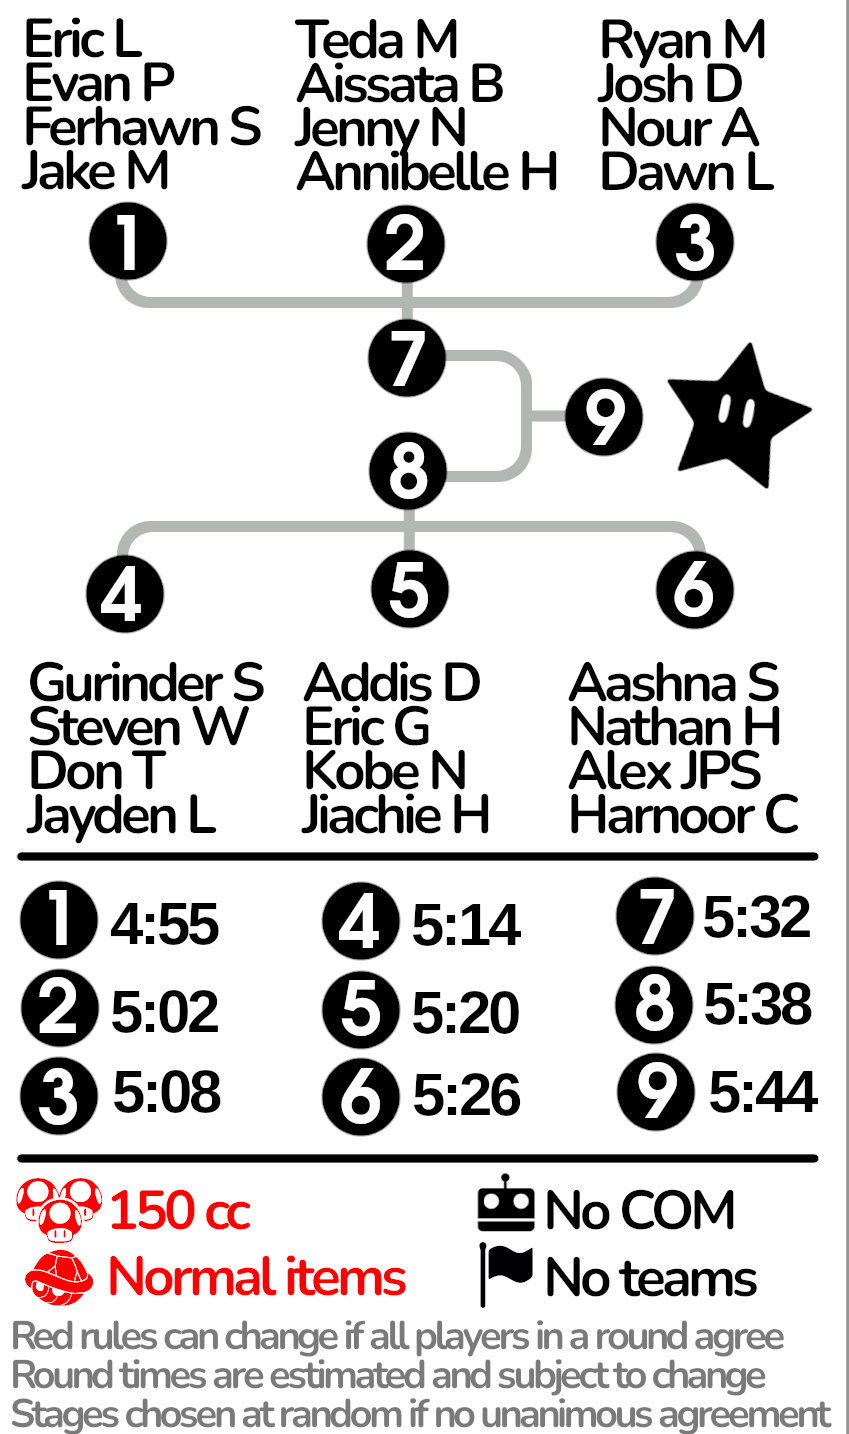 Eric L
Evan P
Ferhawn S
Jake M
Teda M
Aissata B
Jenny N
Annibelle H
Ryan M
Josh D
Nour A
Dawn L
1
2
3
7
9
8
4
5
6
Gurinder S
Steven W
Don T
Jayden L
Addis D
Eric G
Kobe N
Jiachie H
Aashna S
Nathan H
Alex JPS
Harnoor C
1 4:55
2 5:02
3 5:08
4 5:14
5 5:20
6 5:26
7 5:32
8 5:38
9 5:44
150 cc
Normal items
No COM
No teams
Red rules can change if all players in a round agree
Round times are estimated and subject to change
Stages chosen at random if no unanimous agreement